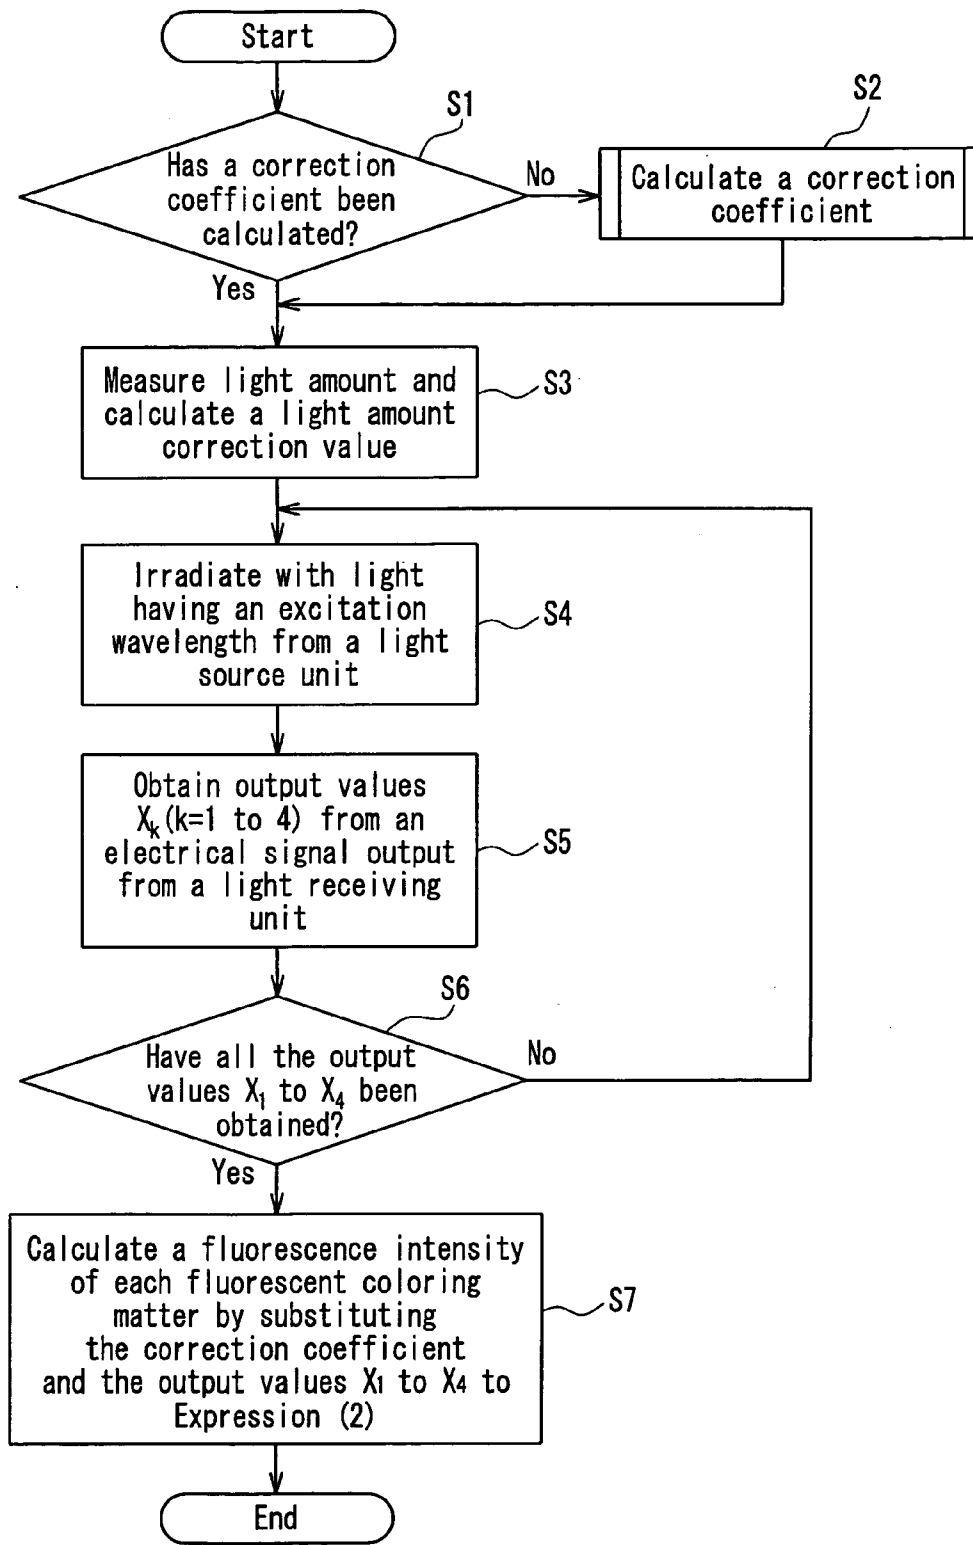 Start
S1
Has a correction
coefficient been
calculated?
No
S2
Calculate a correction
coefficient
Yes
Measure light amount and
calculate a light amount
correction value
S3
Irradiate with light
having an excitation
wavelength from a light
source unit
S4
Obtain output values
Xk(k=1 to 4) from an
electrical signal output
from a light receiving
unit
S5
S6
Have all the output
values X1 to X4 been
obtained?
No
Yes
Calculate a fluorescence intensity
of each fluorescent coloring
matter by substituting
the correction coefficient
and the output values X1 to X4 to
Expression (2)
S7
End